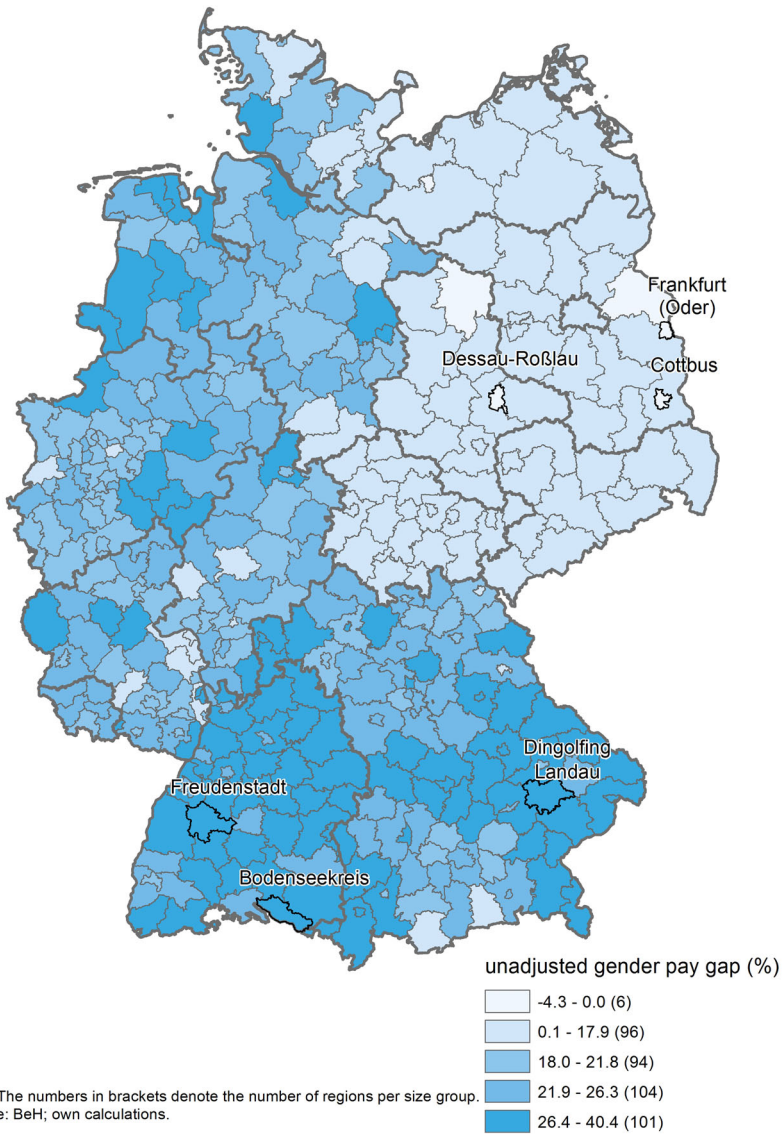 Frankfurt
(Oder)
Dessau-Roßlau
Cottbus
Dingolfing
Landau
Freudenstadt
Bodenseekreis
unadjusted gender pay gap (%)
-4.3 - 0.0 (6)
0.1 - 17.9 (96)
18.0 - 21.8 (94)
21.9 - 26.3 (104)
26.4 - 40.4 (101)
The numbers in brackets denote the number of regions per size group.
e: BeH; own calculations.